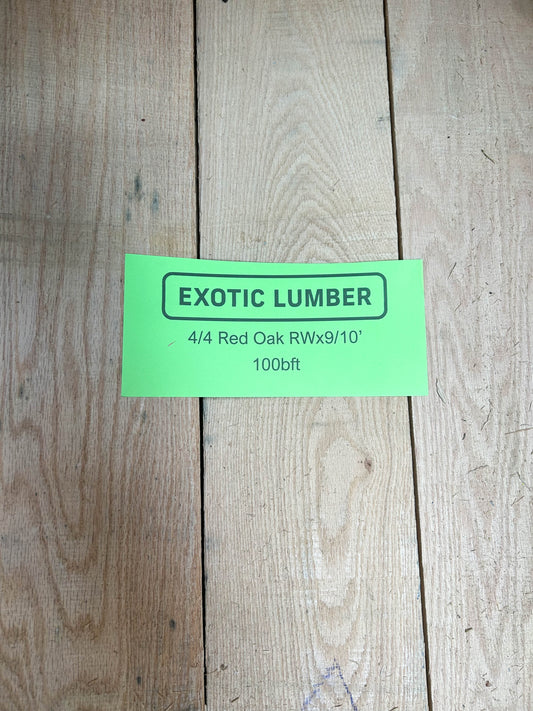 EXOTIC LUMBER
4/4 Red Oak RWx9/10’
100bft